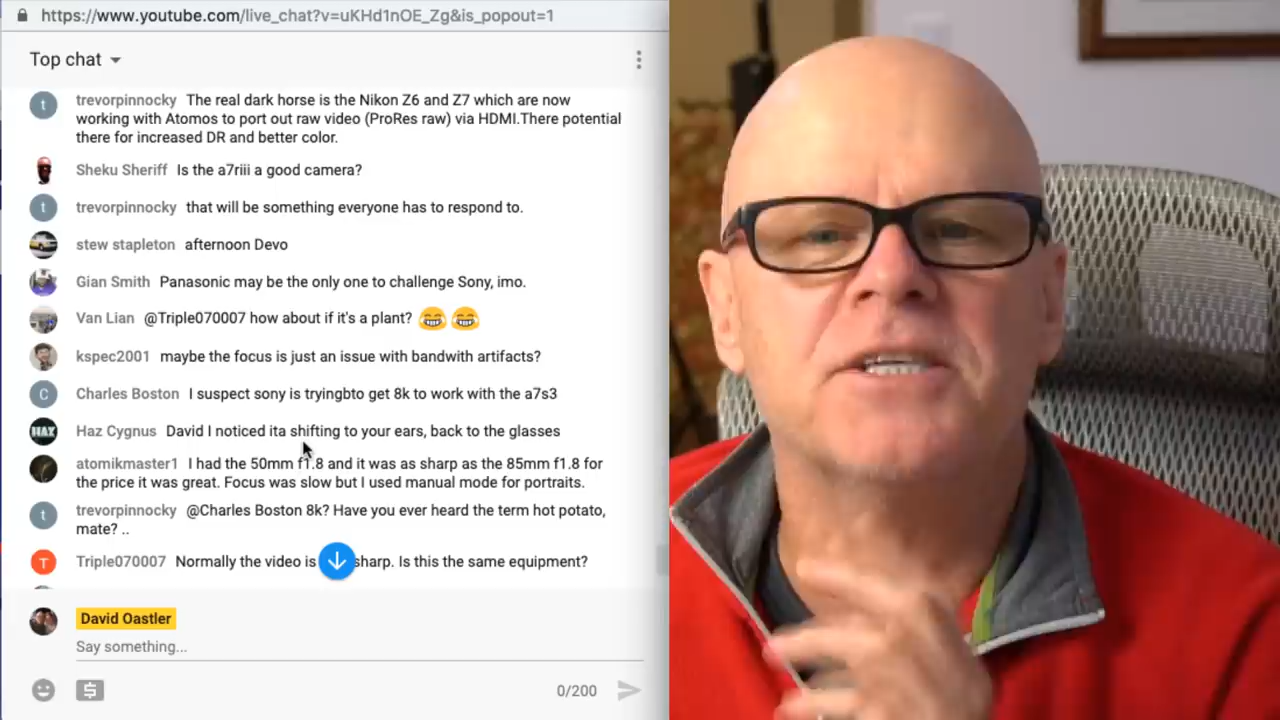 https://www.youtube.com/live_chat?v=uKHd1nOE_Zg&is_popout=1
Top chat
t trevorpinnocky The real dark horse is the Nikon Z6 and Z7 which are now
working with Atomos to port out raw video (ProRes raw) via HDMI.There potential
there for increased DR and better color.
Sheku Sheriff Is the a7riii a good camera?
t trevorpinnocky that will be something everyone has to respond to.
stew stapleton afternoon Devo
Gian Smith Panasonic may be the only one to challenge Sony, imo.
Van Lian @Triple070007 how about if it's a plant? 😂 😂
kspec2001 maybe the focus is just an issue with bandwith artifacts?
C Charles Boston I suspect sony is tryingbto get 8k to work with the a7s3
HAX Haz Cygnus David I noticed ita shifting to your ears, back to the glasses
atomikmaster1 I had the 50mm f1.8 and it was as sharp as the 85mm f1.8 for
the price it was great. Focus was slow but I used manual mode for portraits.
t trevorpinnocky @Charles Boston 8k? Have you ever heard the term hot potato,
mate? ..
T Triple070007 Normally the video is sharp. Is this the same equipment?
David Oastler
Say something...
$ 0/200